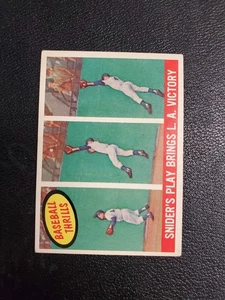 SNIDER'S PLAY BRINGS L. A. VICTORY
BASEBALL
THRILLS